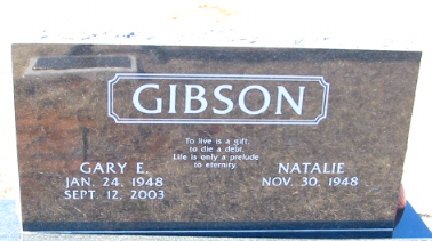 GIBSON
To live is a gift,
to die a debt.
Life is only a prelude
to eternity.
GARY E.
JAN. 24, 1948
SEPT. 12, 2003
NATALIE
NOV. 30, 1948